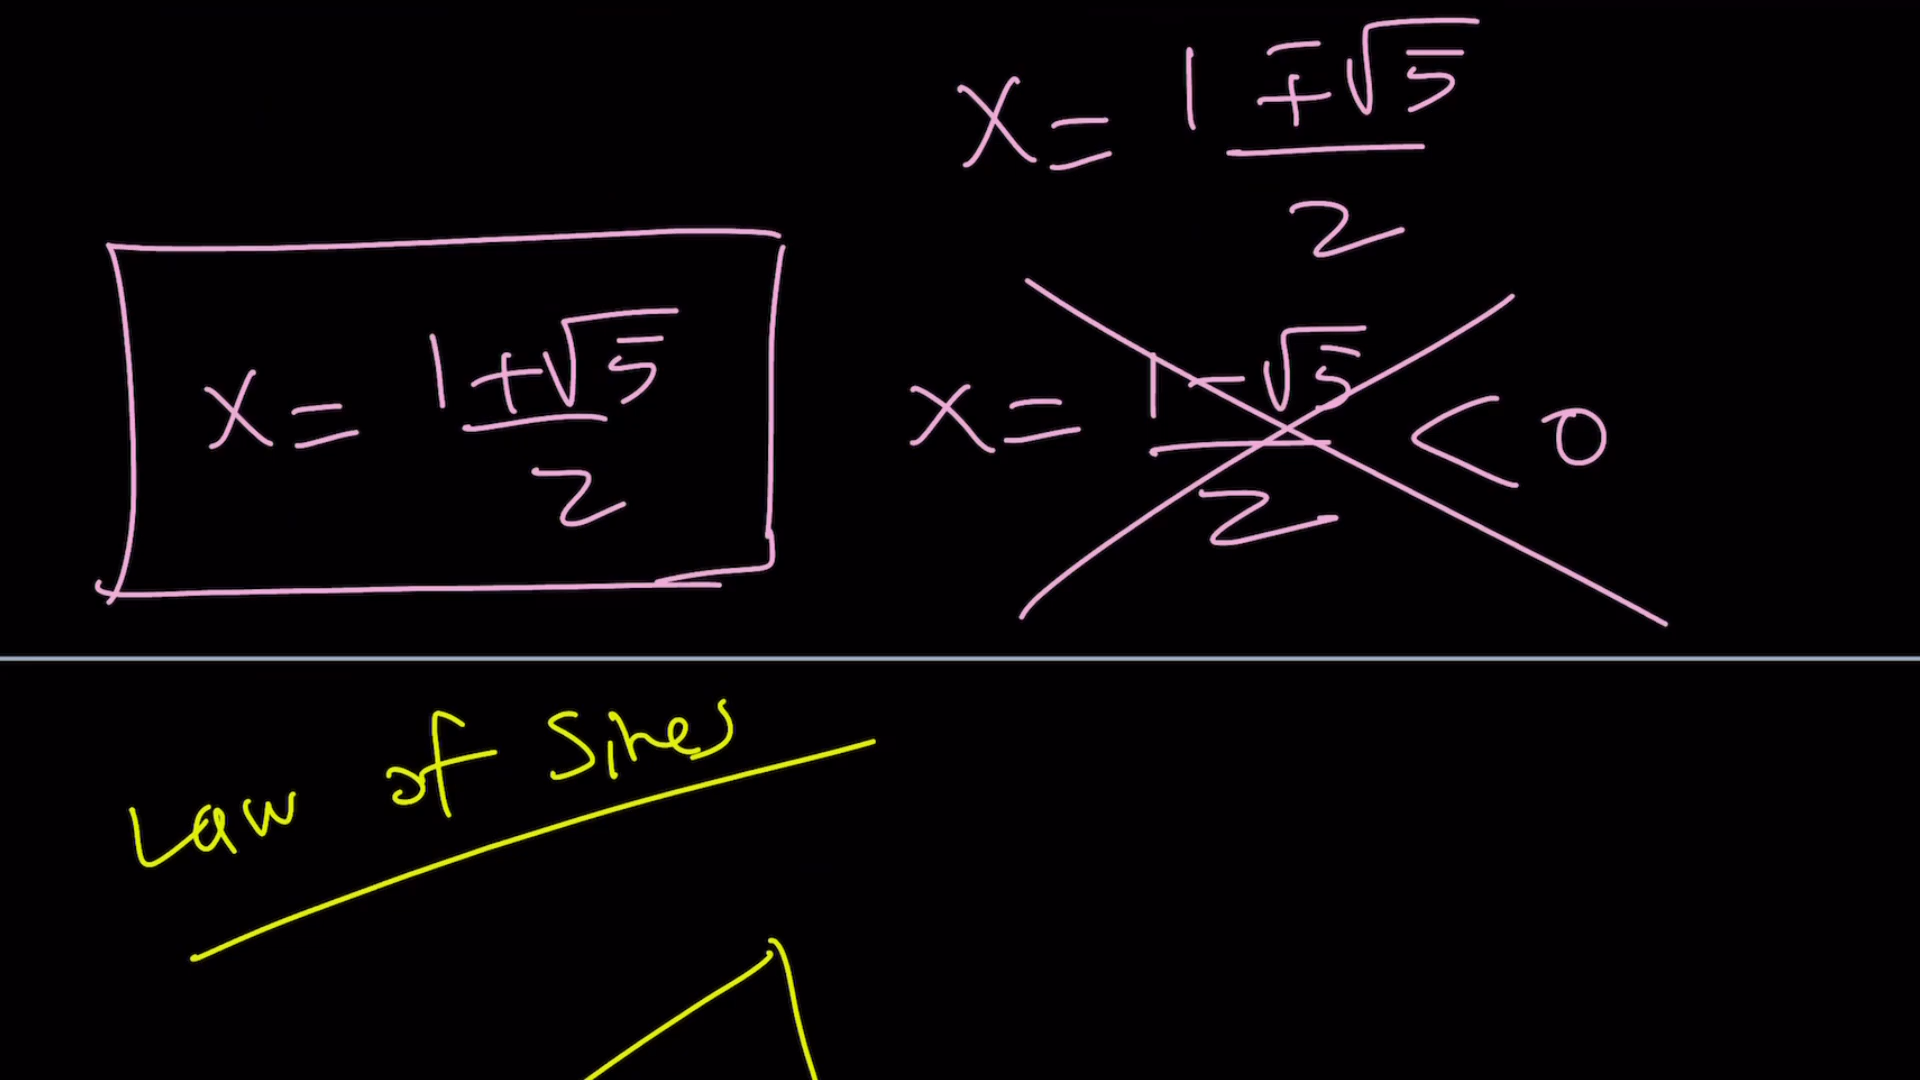 x = 1 ∓ √5 / 2
x = 1 + √5 / 2
x = 1 - √5 / 2 < 0
Law of Sines